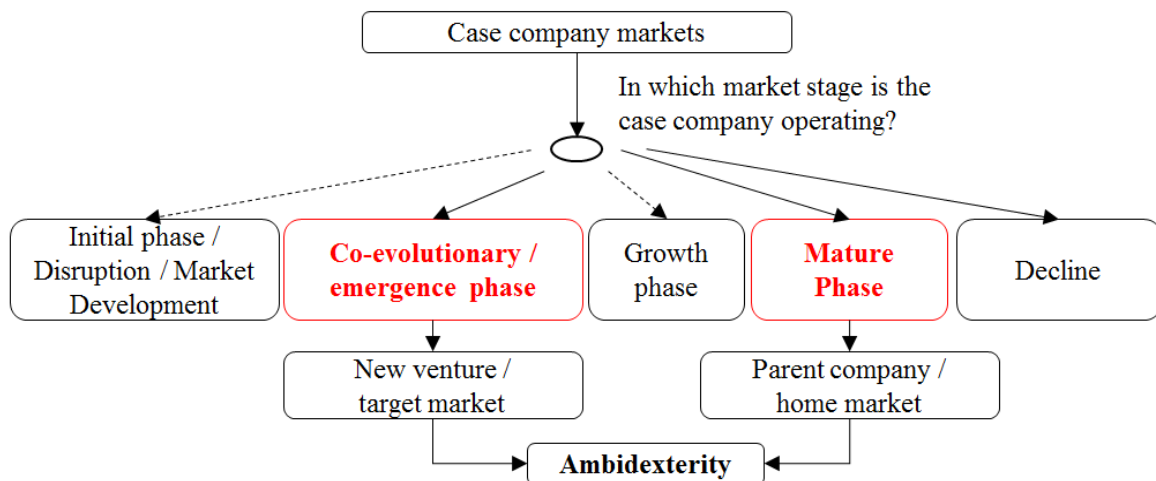 Case company markets
In which market stage is the
case company operating?
Initial phase /
Disruption / Market
Development
Co-evolutionary /
emergence phase
Growth
phase
Mature
Phase
Decline
New venture /
target market
Parent company /
home market
Ambidexterity